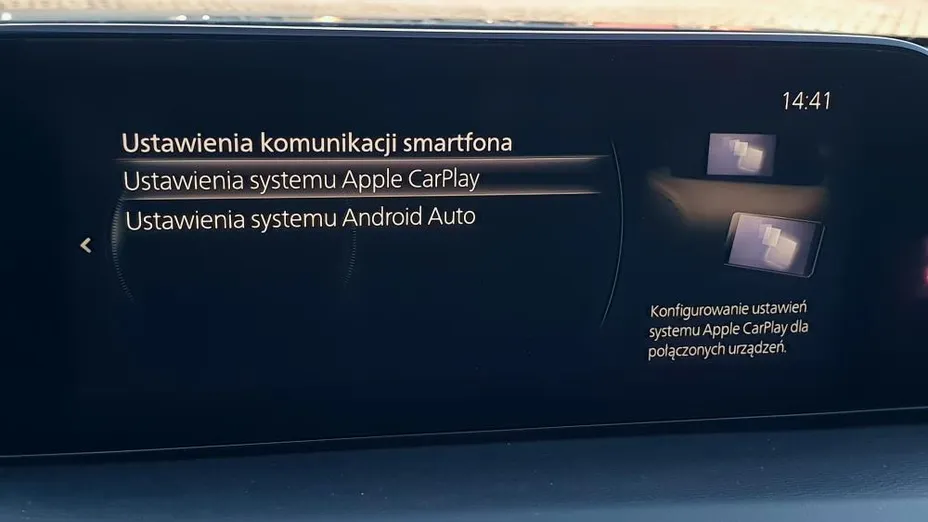 14:41
Ustawienia komunikacji smartfona
Ustawienia systemu Apple CarPlay
Ustawienia systemu Android Auto
Konfigurowanie ustawień
systemu Apple CarPlay dla
połączonych urządzeń.